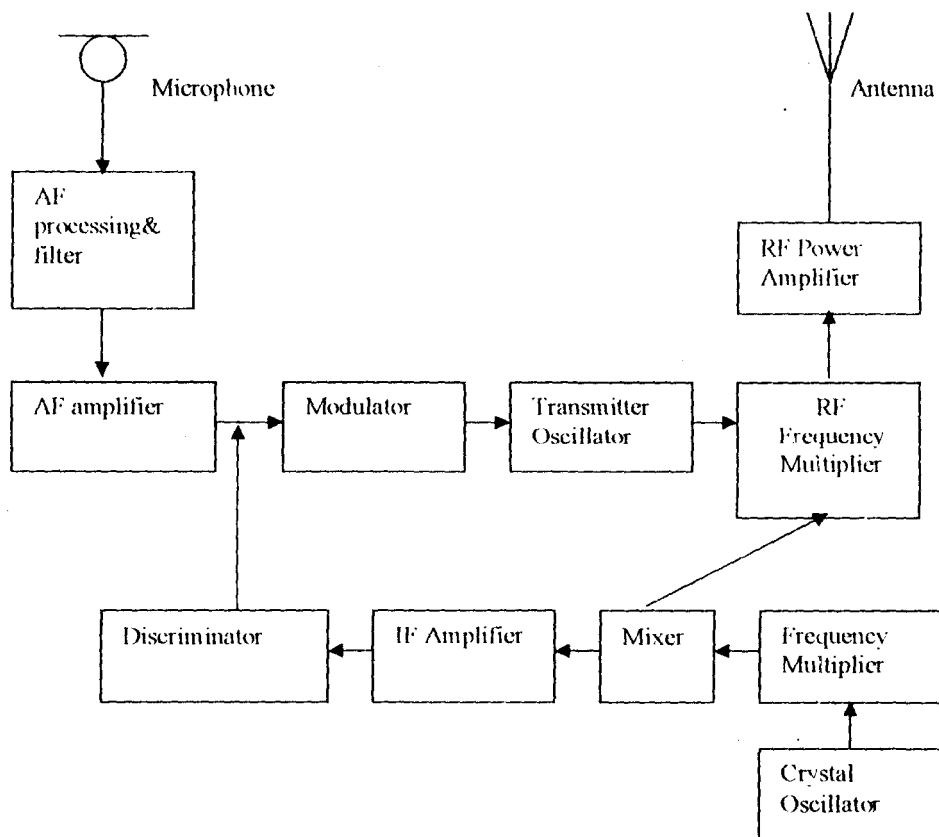 Microphone
Antenna
AF
processing&
filter
RF Power
Amplifier
AF amplifier
Modulator
Transmitter
Oscillator
RF
Frequency
Multiplier
Discriminator
IF Amplifier
Mixer
Frequency
Multiplier
Crystal
Oscillator